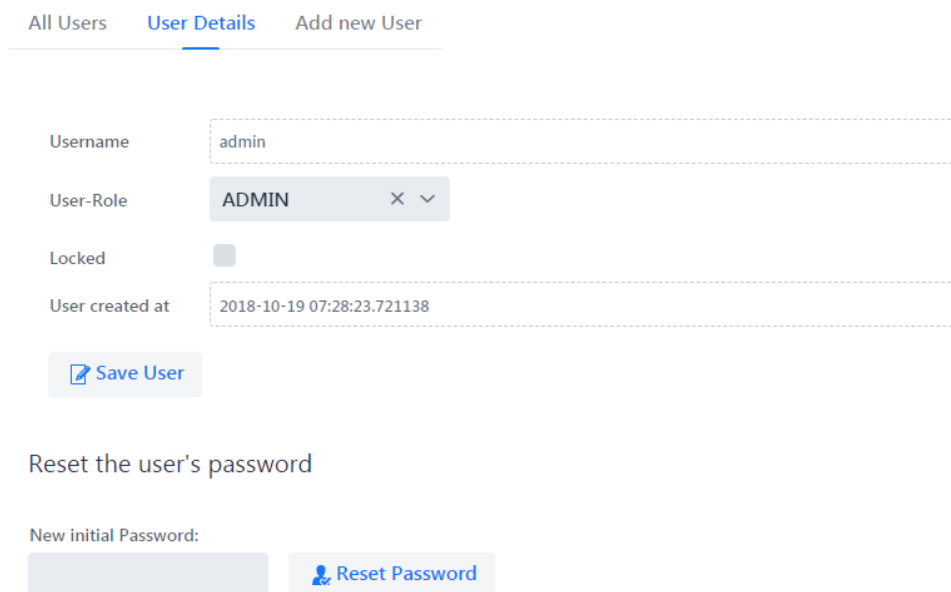 All Users User Details Add new User
Username admin
User-Role ADMIN
Locked
User created at 2018-10-19 07:28:23.721138
Save User
Reset the user's password
New initial Password:
Reset Password